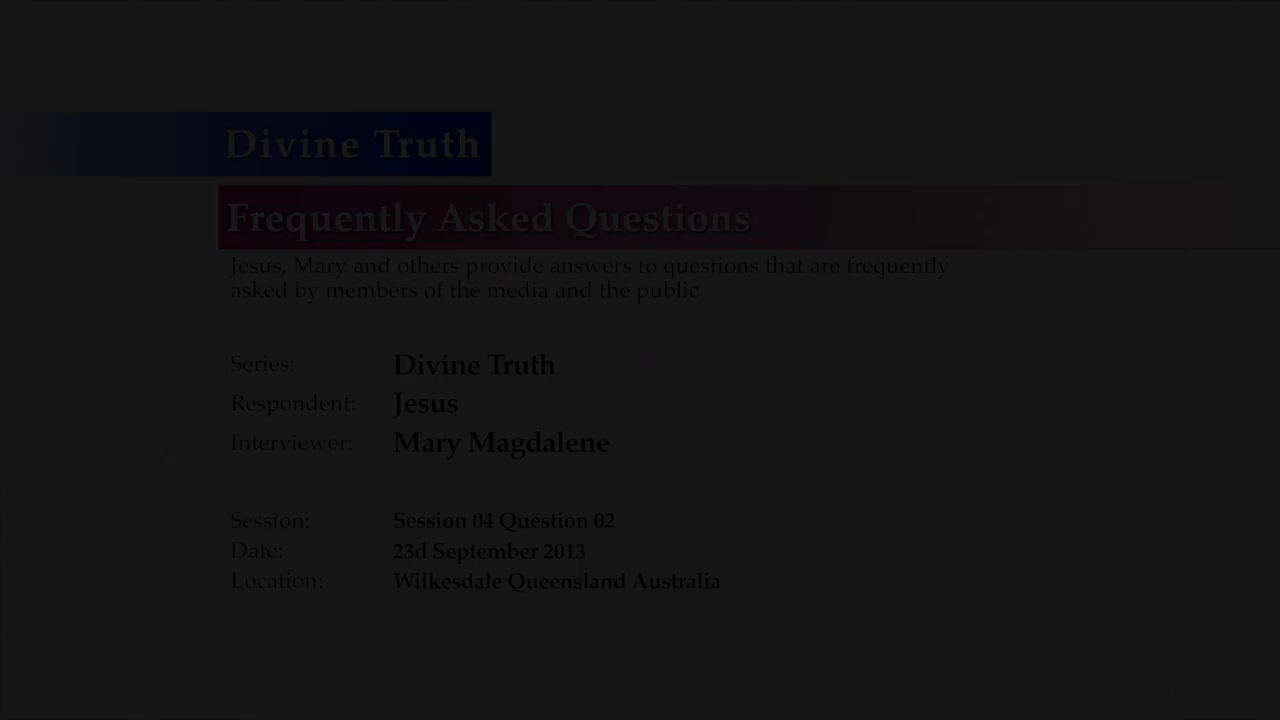 Divine Truth
Frequently Asked Questions
Jesus, Mary and others provide answers to questions that are frequently
asked by members of the media and the public
Series: Divine Truth
Respondent: Jesus
Interviewer: Mary Magdalene
Session: Session 04 Question 02
Date: 23d September 2013
Location: Wilkesdale Queensland Australia